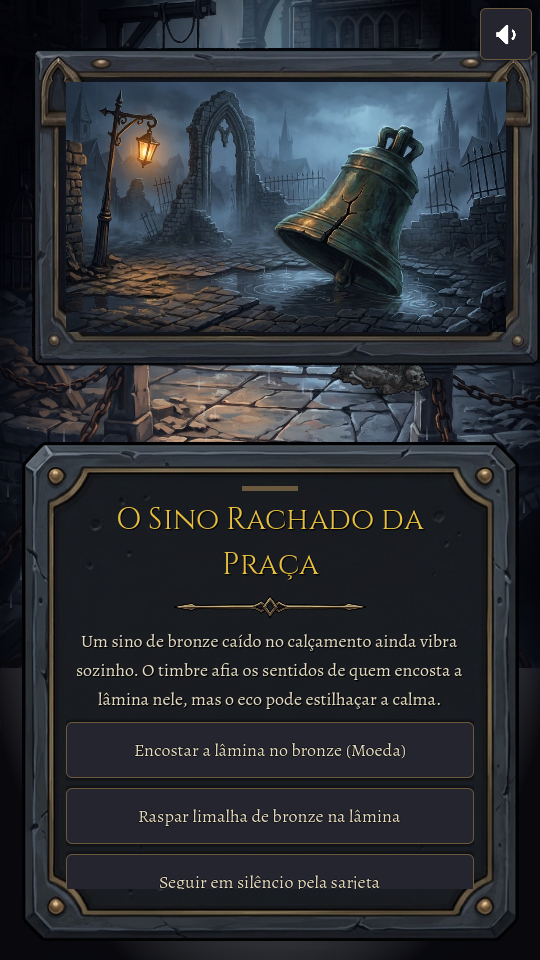 O Sino Rachado da
Praça
Um sino de bronze caído no calçamento ainda vibra
sozinho. O timbre afia os sentidos de quem encosta a
lâmina nele, mas o eco pode estilhaçar a calma.
Encostar a lâmina no bronze (Moeda)
Raspar limalha de bronze na lâmina
Seguir em silêncio pela sarjeta